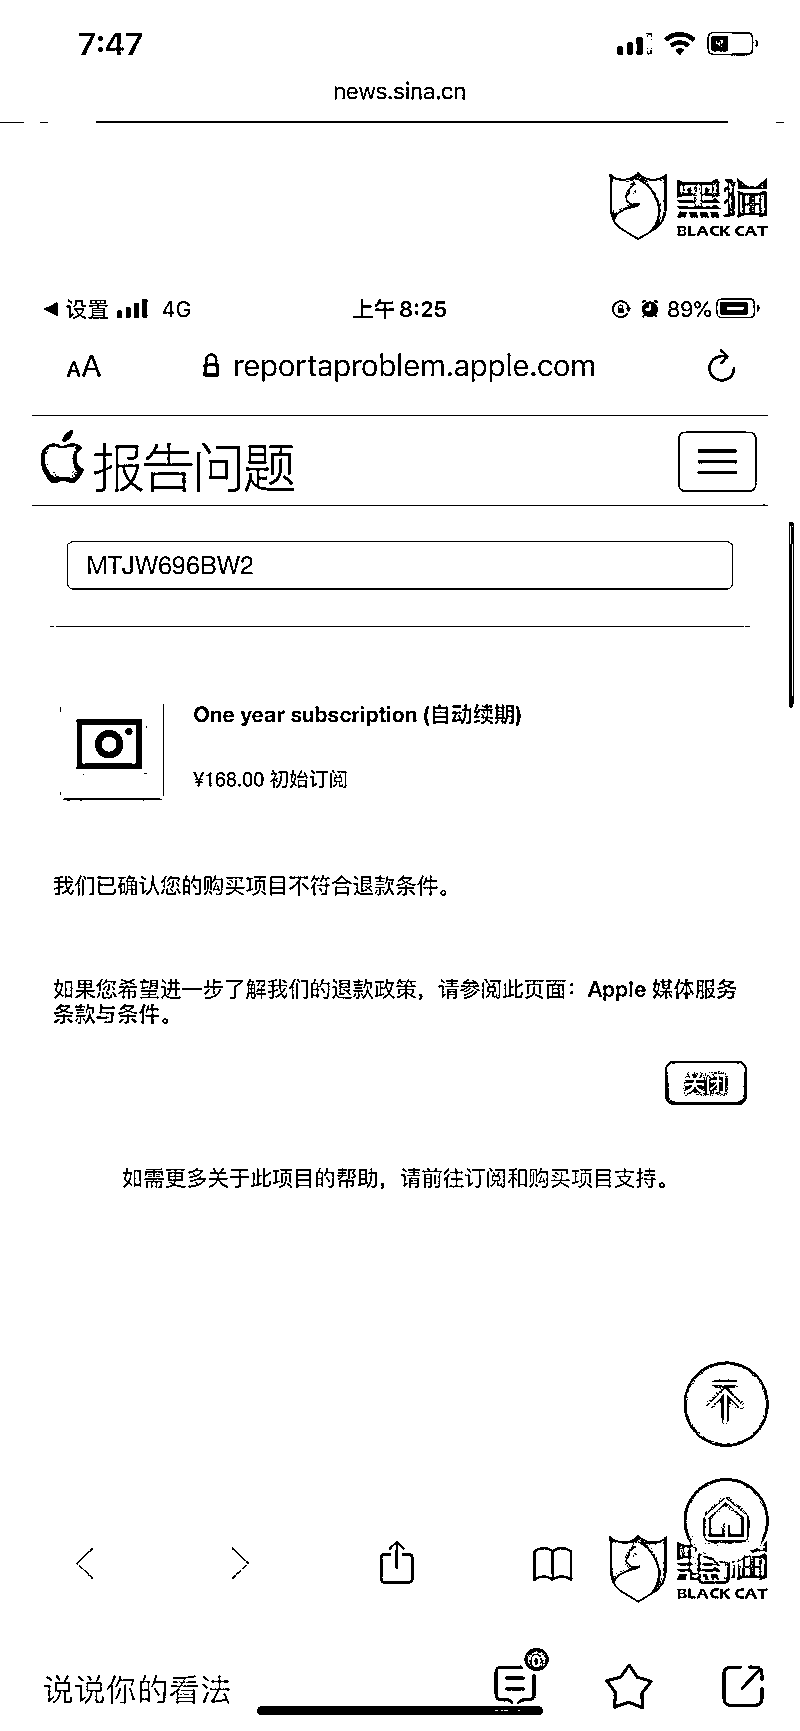 7:47
news.sina.cn
黑猫
BLACK CAT
设置 4G 上午 8:25 89%
AA reportaproblem.apple.com
报告问题
MTJW696BW2
One year subscription (自动续期)
¥168.00 初始订阅
我们已确认您的购买项目不符合退款条件。
如果您希望进一步了解我们的退款政策，请参阅此页面：Apple 媒体服务
条款与条件。
关闭
如需更多关于此项目的帮助，请前往订阅和购买项目支持。
BLACK CAT
说说你的看法